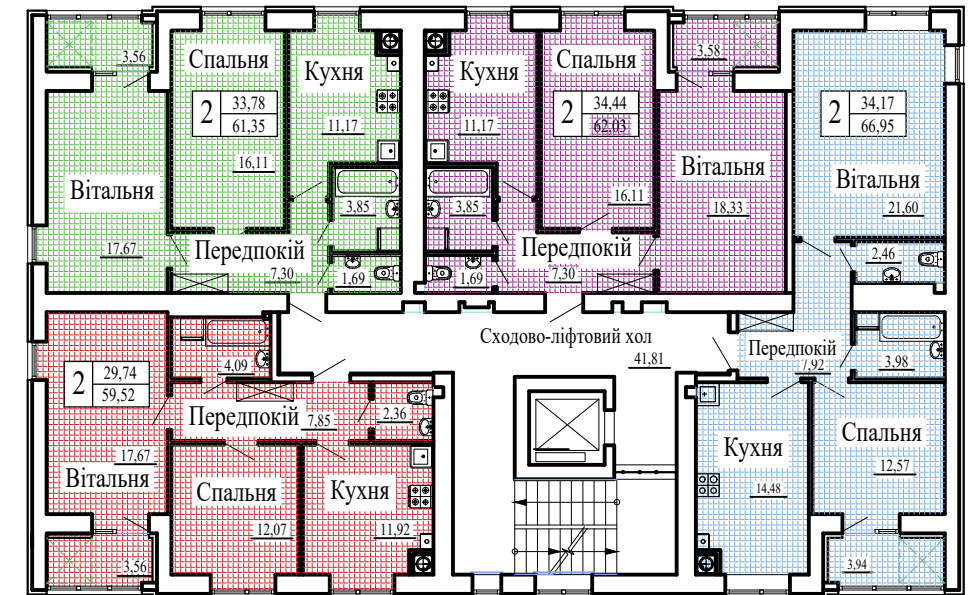 3,56
Спальня
2
33,78
61,35
16,11
Кухня
11,17
Вітальня
17,67
3,85
Передпокій
7,30
1,69
Кухня
11,17
Спальня
2
34,44
62,03
16,11
3,58
Вітальня
18,33
3,85
Передпокій
7,30
1,69
2
34,17
66,95
Вітальня
21,60
2,46
Сходово-ліфтовий хол
41,81
Передпокій
7,92
3,98
Кухня
14,48
Спальня
12,57
3,94
2
29,74
59,52
4,09
Передпокій
7,85
2,36
17,67
Вітальня
Спальня
12,07
Кухня
11,92
3,56